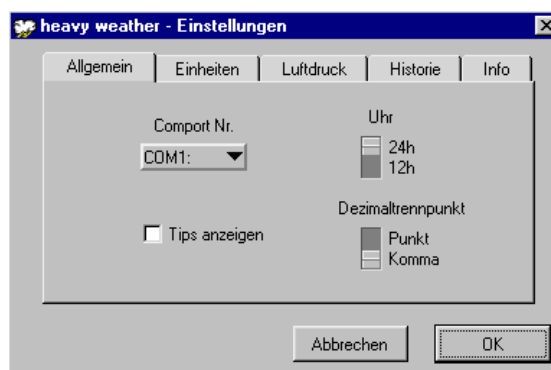 heavy weather - Einstellungen
Allgemein Einheiten Luftdruck Historie Info
Comport Nr.
COM1:
Uhr
24h
12h
Tips anzeigen
Dezimaltrennpunkt
Punkt
Komma
Abbrechen OK